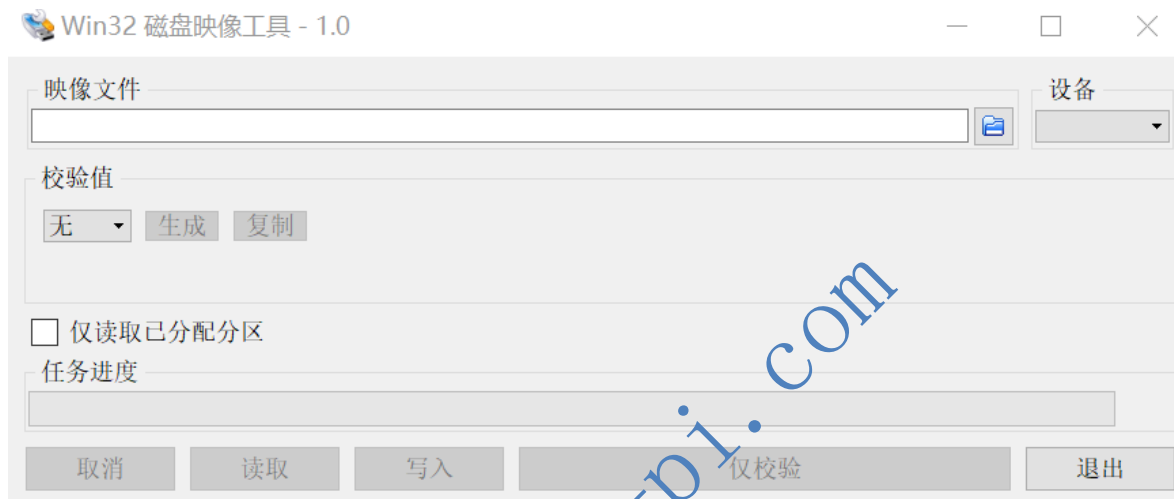 Win32 磁盘映像工具 - 1.0
映像文件
设备
校验值
无 生成 复制
仅读取已分配分区
任务进度
取消 读取 写入 仅校验 退出
pi.com